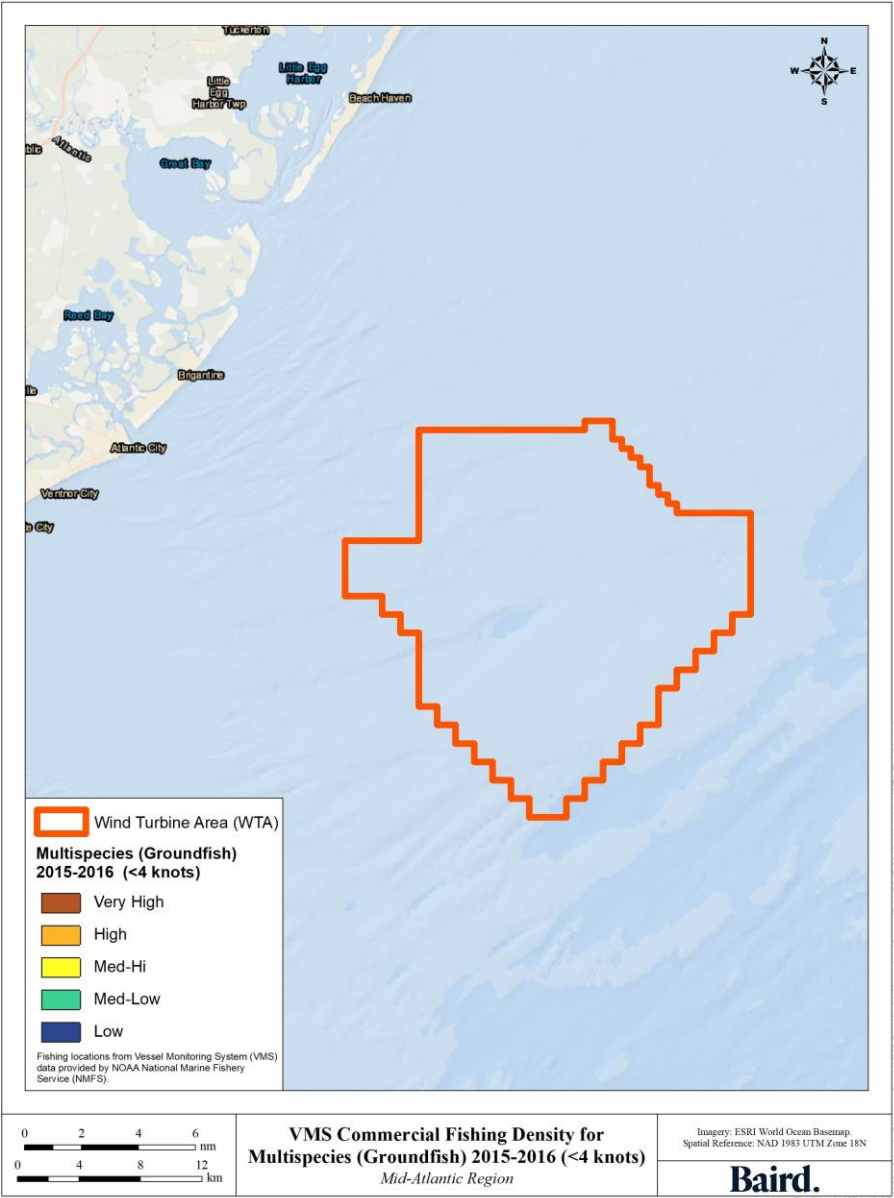 Tuckerton
Little Egg
Harbor
Little
Egg
Harbor Twp
Beach Haven
N
W
E
S
blic
Atlantic
Great Bay
Reed Bay
Brigantine
lle
Atlantic City
Ventnor City
e City
Wind Turbine Area (WTA)
Multispecies (Groundfish)
2015-2016 (<4 knots)
Very High
High
Med-Hi
Med-Low
Low
Fishing locations from Vessel Monitoring System (VMS)
data provided by NOAA National Marine Fishery
Service (NMFS).
0 2 4 6
nm
0 4 8 12
km
VMS Commercial Fishing Density for
Multispecies (Groundfish) 2015-2016 (<4 knots)
Mid-Atlantic Region
Imagery: ESRI World Ocean Basemap.
Spatial Reference: NAD 1983 UTM Zone 18N
Baird.